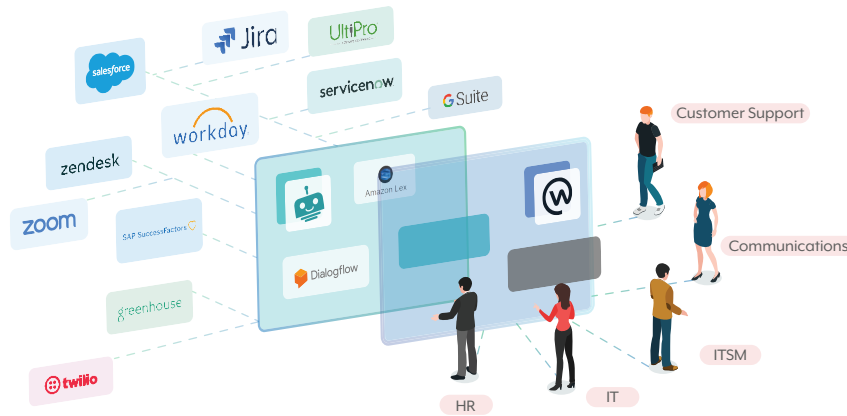 Jira
UltiPro
salesforce
servicenow
G Suite
workday
Customer Support
zendesk
Amazon Lex
zoom
SAP SuccessFactors
Communications
Dialogflow
greenhouse
ITSM
twilio
IT
HR